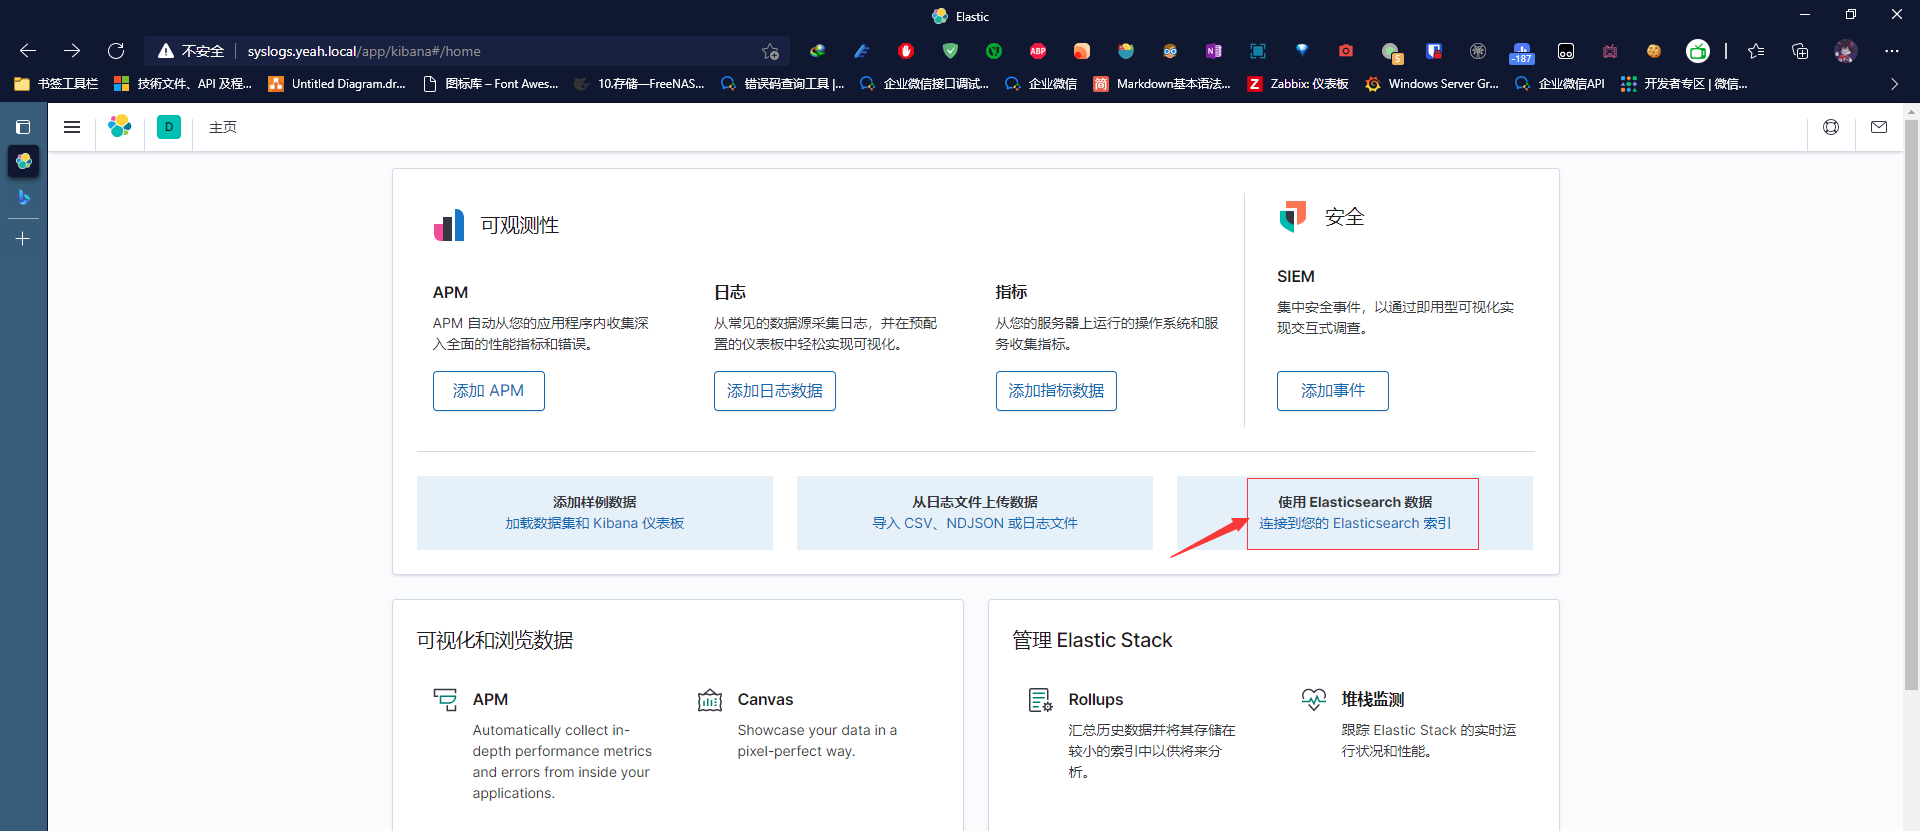 Elastic
不安全
syslogs.yeah.local/app/kibana#/home
ABP
N
5
-187
书签工具栏
技術文件、API 及程...
Untitled Diagram.dr...
图标库 – Font Awes...
10.存储—FreeNAS...
错误码查询工具 |...
企业微信接口调试...
企业微信
简
Markdown基本语法...
Z
Zabbix: 仪表板
Windows Server Gr...
企业微信API
开发者专区 | 微信...
D
主页
可观测性
安全
APM
APM 自动从您的应用程序内收集深
入全面的性能指标和错误。
添加 APM
日志
从常见的数据源采集日志，并在预配
置的仪表板中轻松实现可视化。
添加日志数据
指标
从您的服务器上运行的操作系统和服
务收集指标。
添加指标数据
SIEM
集中安全事件，以通过即用型可视化实
现交互式调查。
添加事件
添加样例数据
加载数据集和 Kibana 仪表板
从日志文件上传数据
导入 CSV、NDJSON 或日志文件
使用 Elasticsearch 数据
连接到您的 Elasticsearch 索引
可视化和浏览数据
APM
Automatically collect in-
depth performance metrics
and errors from inside your
applications.
Canvas
Showcase your data in a
pixel-perfect way.
管理 Elastic Stack
Rollups
汇总历史数据并将其存储在
较小的索引中以供将来分
析。
堆栈监测
跟踪 Elastic Stack 的实时运
行状况和性能。